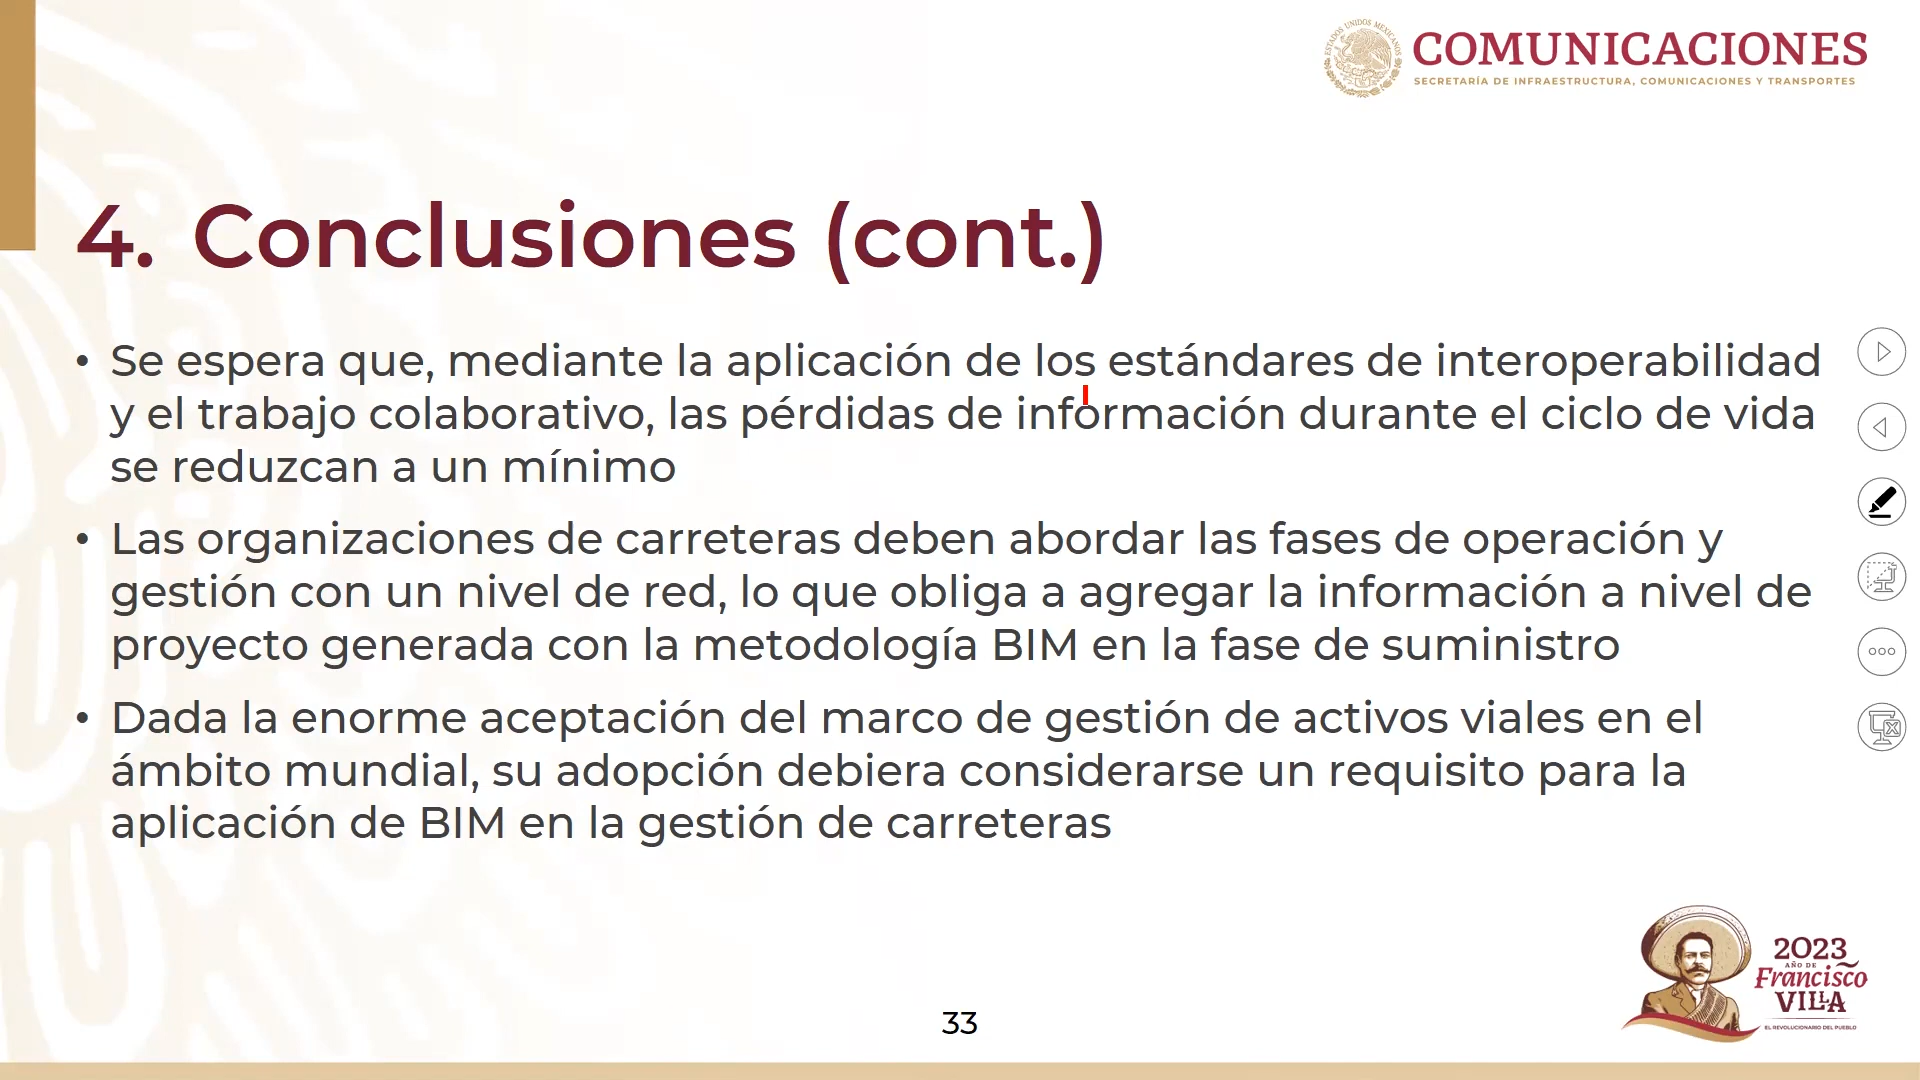 ESTADOS UNIDOS MEXICANOS
COMUNICACIONES
SECRETARÍA DE INFRAESTRUCTURA, COMUNICACIONES Y TRANSPORTES
4. Conclusiones (cont.)
• Se espera que, mediante la aplicación de los estándares de interoperabilidad
y el trabajo colaborativo, las pérdidas de información durante el ciclo de vida
se reduzcan a un mínimo
• Las organizaciones de carreteras deben abordar las fases de operación y
gestión con un nivel de red, lo que obliga a agregar la información a nivel de
proyecto generada con la metodología BIM en la fase de suministro
• Dada la enorme aceptación del marco de gestión de activos viales en el
ámbito mundial, su adopción debiera considerarse un requisito para la
aplicación de BIM en la gestión de carreteras
2023
AÑO DE
Francisco
VILLA
EL REVOLUCIONARIO DEL PUEBLO
33